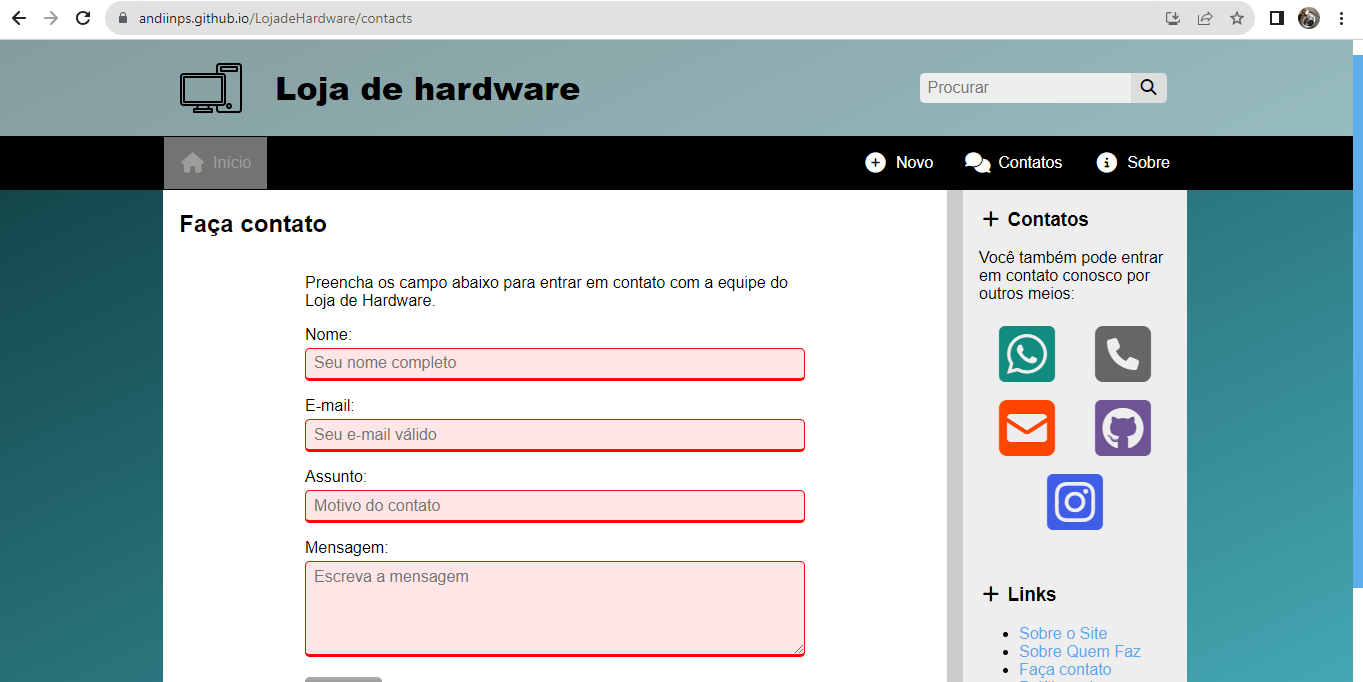 andiinps.github.io/LojadeHardware/contacts
Loja de hardware
Procurar
Início
Novo
Contatos
Sobre
Faça contato
Preencha os campo abaixo para entrar em contato com a equipe do
Loja de Hardware.
Nome:
Seu nome completo
E-mail:
Seu e-mail válido
Assunto:
Motivo do contato
Mensagem:
Escreva a mensagem
Contatos
Você também pode entrar
em contato conosco por
outros meios:
Links
Sobre o Site
Sobre Quem Faz
Faça contato